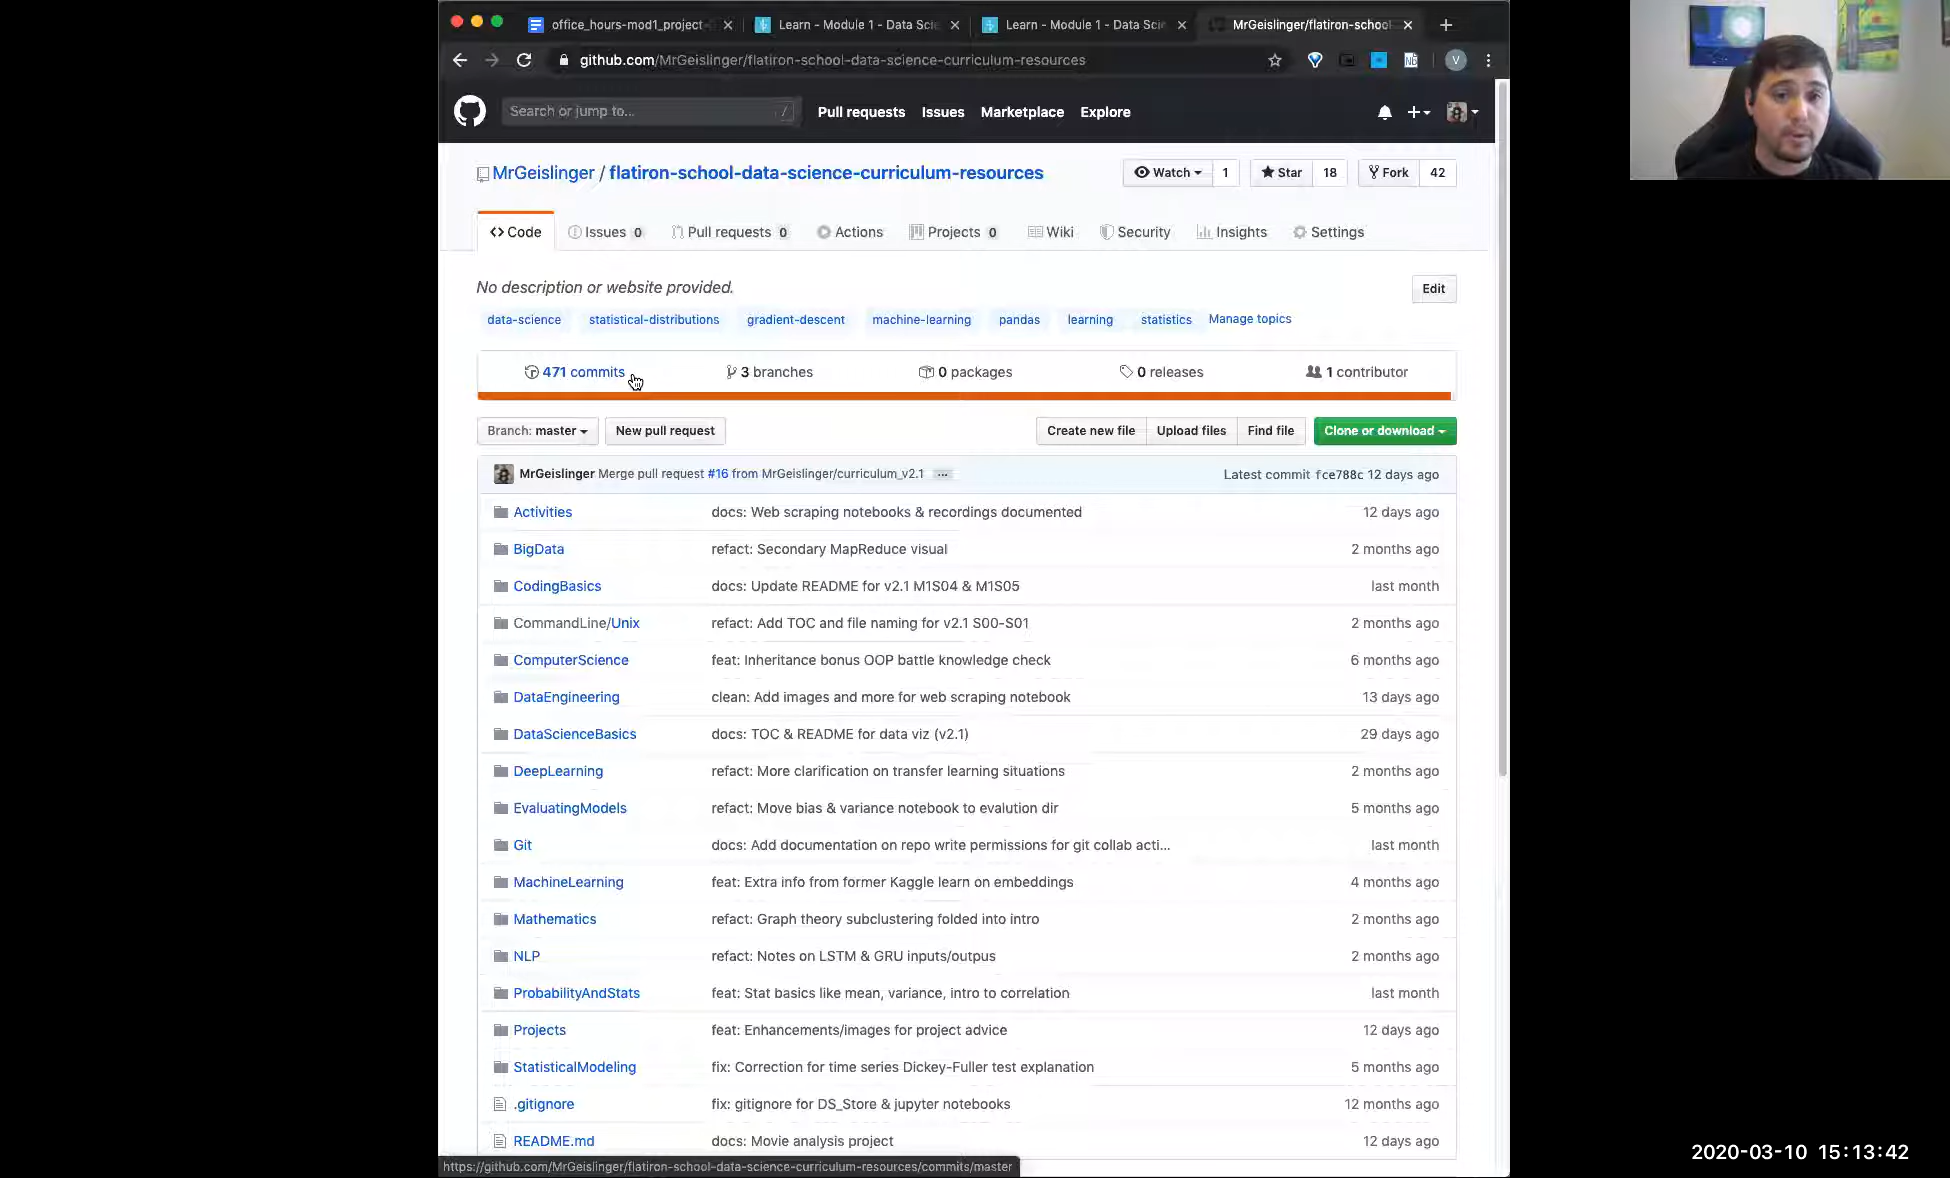 office_hours-mod1_project
Learn - Module 1 - Data Scie
Learn - Module 1 - Data Scie
MrGeislinger/flatiron-school
github.com/MrGeislinger/flatiron-school-data-science-curriculum-resources
V
Search or jump to...
/
Pull requests
Issues
Marketplace
Explore
MrGeislinger / flatiron-school-data-science-curriculum-resources
Watch 1
Star 18
Fork 42
Code
Issues 0
Pull requests 0
Actions
Projects 0
Wiki
Security
Insights
Settings
No description or website provided.
Edit
data-science
statistical-distributions
gradient-descent
machine-learning
pandas
learning
statistics
Manage topics
471 commits
3 branches
0 packages
0 releases
1 contributor
Branch: master
New pull request
Create new file
Upload files
Find file
Clone or download
MrGeislinger Merge pull request #16 from MrGeislinger/curriculum_v2.1 ...
Latest commit fce788c 12 days ago
Activities docs: Web scraping notebooks & recordings documented 12 days ago
BigData refact: Secondary MapReduce visual 2 months ago
CodingBasics docs: Update README for v2.1 M1S04 & M1S05 last month
CommandLine/Unix refact: Add TOC and file naming for v2.1 S00-S01 2 months ago
ComputerScience feat: Inheritance bonus OOP battle knowledge check 6 months ago
DataEngineering clean: Add images and more for web scraping notebook 13 days ago
DataScienceBasics docs: TOC & README for data viz (v2.1) 29 days ago
DeepLearning refact: More clarification on transfer learning situations 2 months ago
EvaluatingModels refact: Move bias & variance notebook to evalution dir 5 months ago
Git docs: Add documentation on repo write permissions for git collab acti... last month
MachineLearning feat: Extra info from former Kaggle learn on embeddings 4 months ago
Mathematics refact: Graph theory subclustering folded into intro 2 months ago
NLP refact: Notes on LSTM & GRU inputs/outpus 2 months ago
ProbabilityAndStats feat: Stat basics like mean, variance, intro to correlation last month
Projects feat: Enhancements/images for project advice 12 days ago
StatisticalModeling fix: Correction for time series Dickey-Fuller test explanation 5 months ago
.gitignore fix: gitignore for DS_Store & jupyter notebooks 12 months ago
README.md docs: Movie analysis project 12 days ago
https://github.com/MrGeislinger/flatiron-school-data-science-curriculum-resources/commits/master
2020-03-10 15:13:42